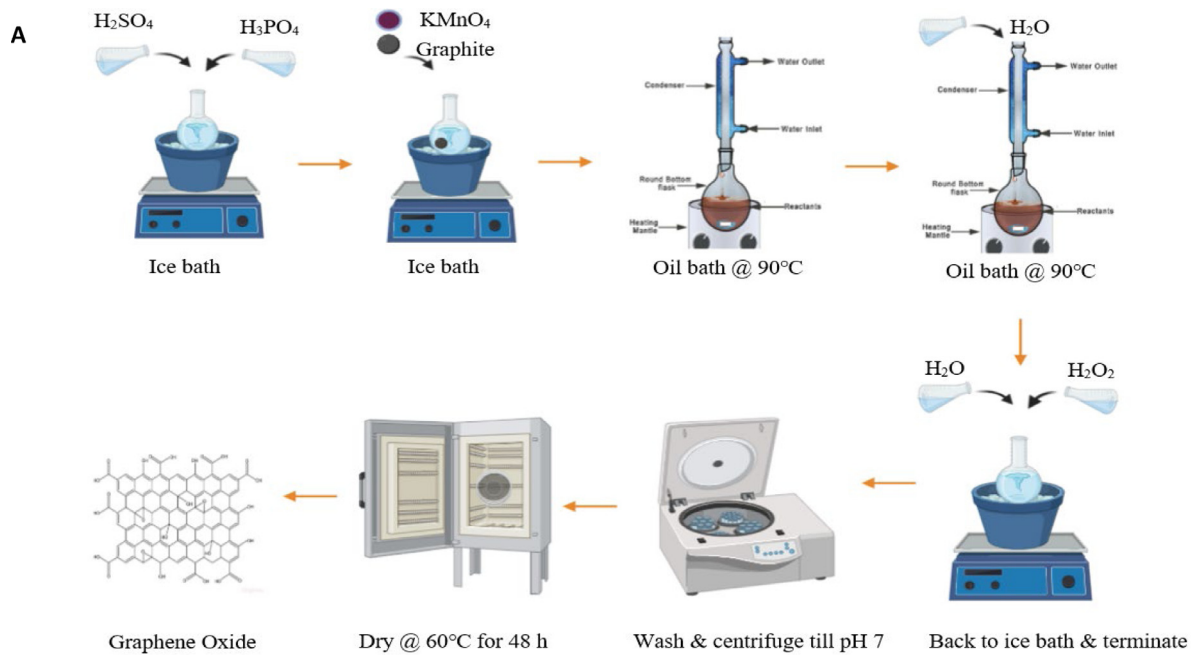 A
H₂SO₄
H₃PO₄
Ice bath
KMnO₄
Graphite
Ice bath
Water Outlet
Condenser
Water Inlet
Round Bottom
flask
Reactants
Heating
Mantle
Oil bath @ 90°C
H₂O
Water Outlet
Condenser
Water Inlet
Round Bottom
flask
Reactants
Heating
Mantle
Oil bath @ 90°C
H₂O
H₂O₂
Back to ice bath & terminate
Wash & centrifuge till pH 7
Dry @ 60°C for 48 h
Graphene Oxide